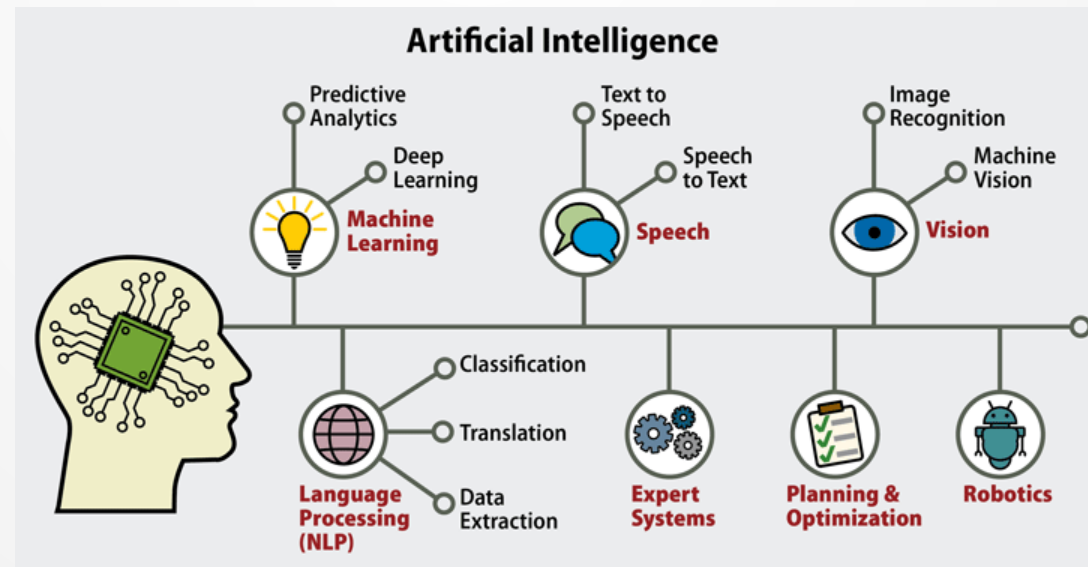 Artificial Intelligence
Predictive
Analytics
Deep
Learning
Machine
Learning
Text to
Speech
Speech
to Text
Speech
Image
Recognition
Machine
Vision
Vision
Classification
Translation
Data
Extraction
Language
Processing
(NLP)
Expert
Systems
Planning &
Optimization
Robotics